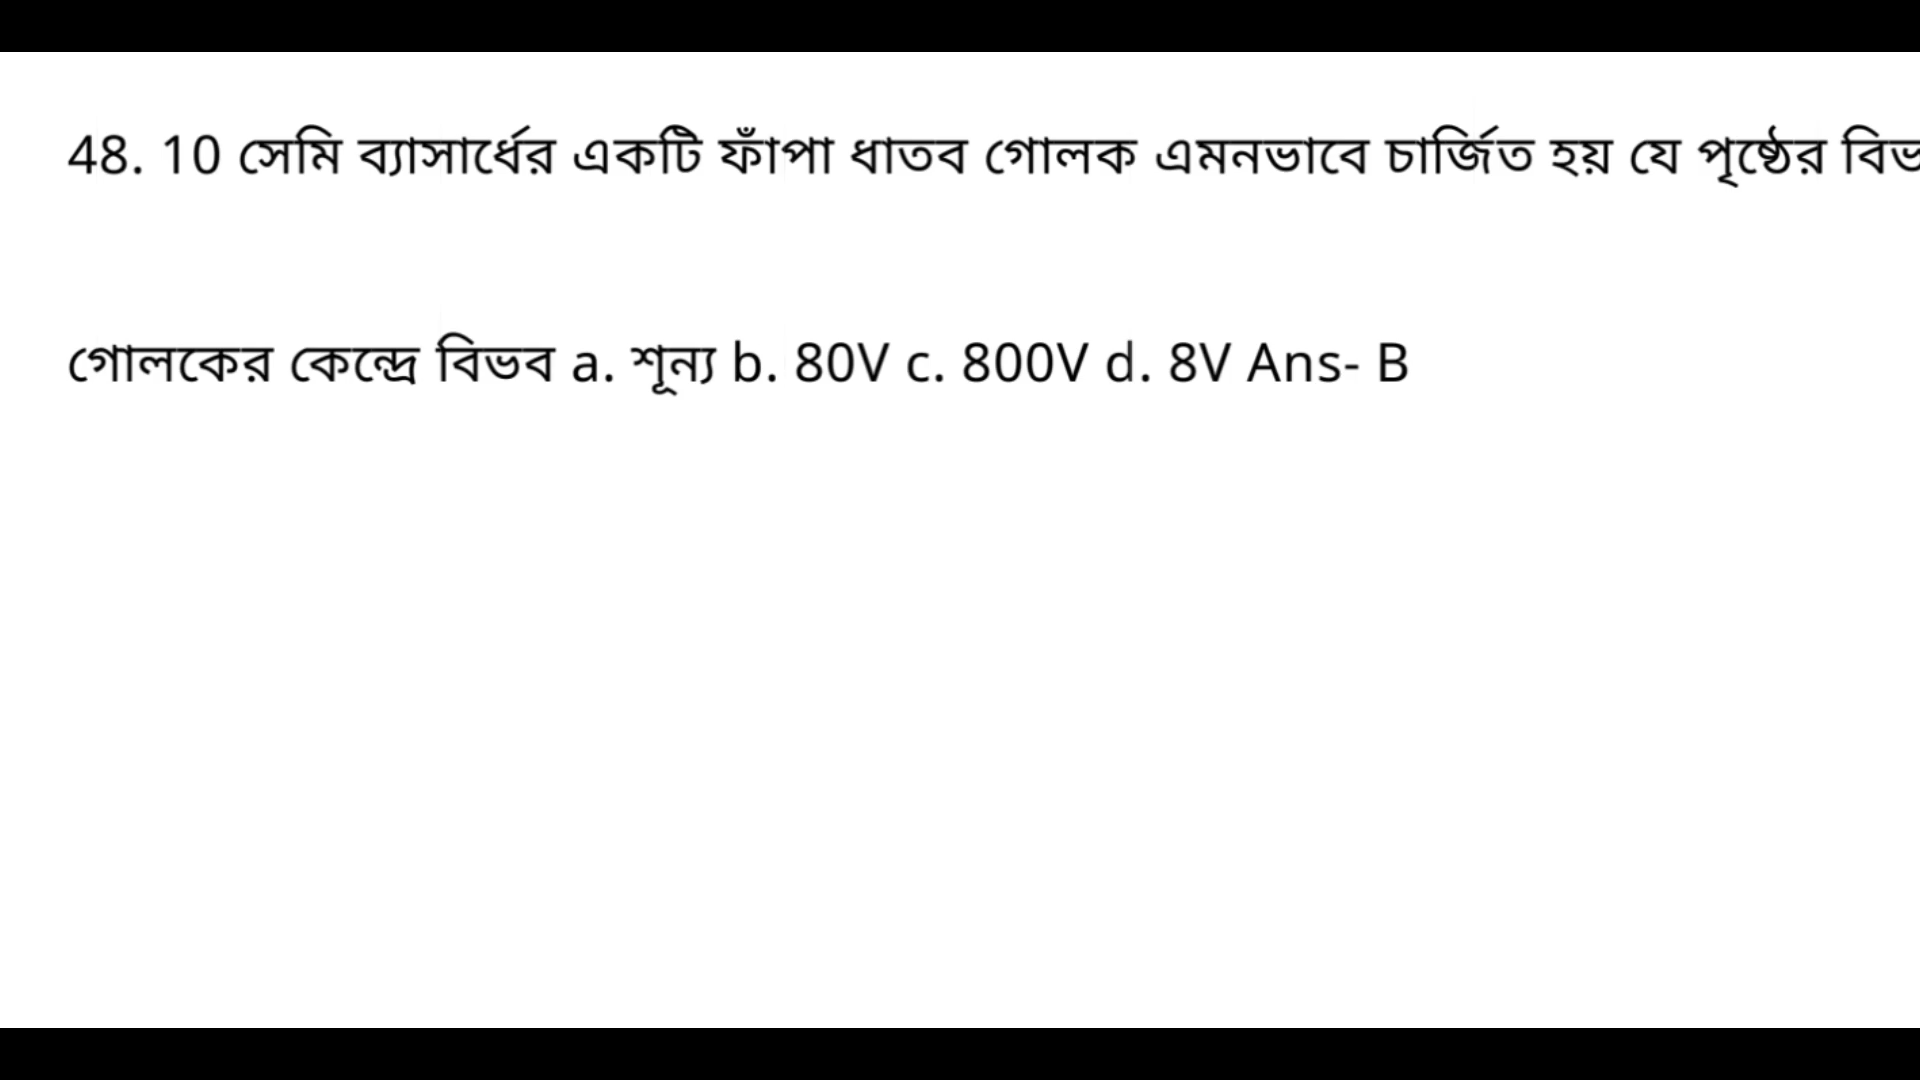 48. 10 সেমি ব্যাসার্ধের একটি ফাঁপা ধাতব গোলক এমনভাবে চার্জিত হয় যে পৃষ্ঠের
গোলকের কেন্দ্রে বিভব a. শূন্য b. 80V c. 800V d. 8V Ans- B